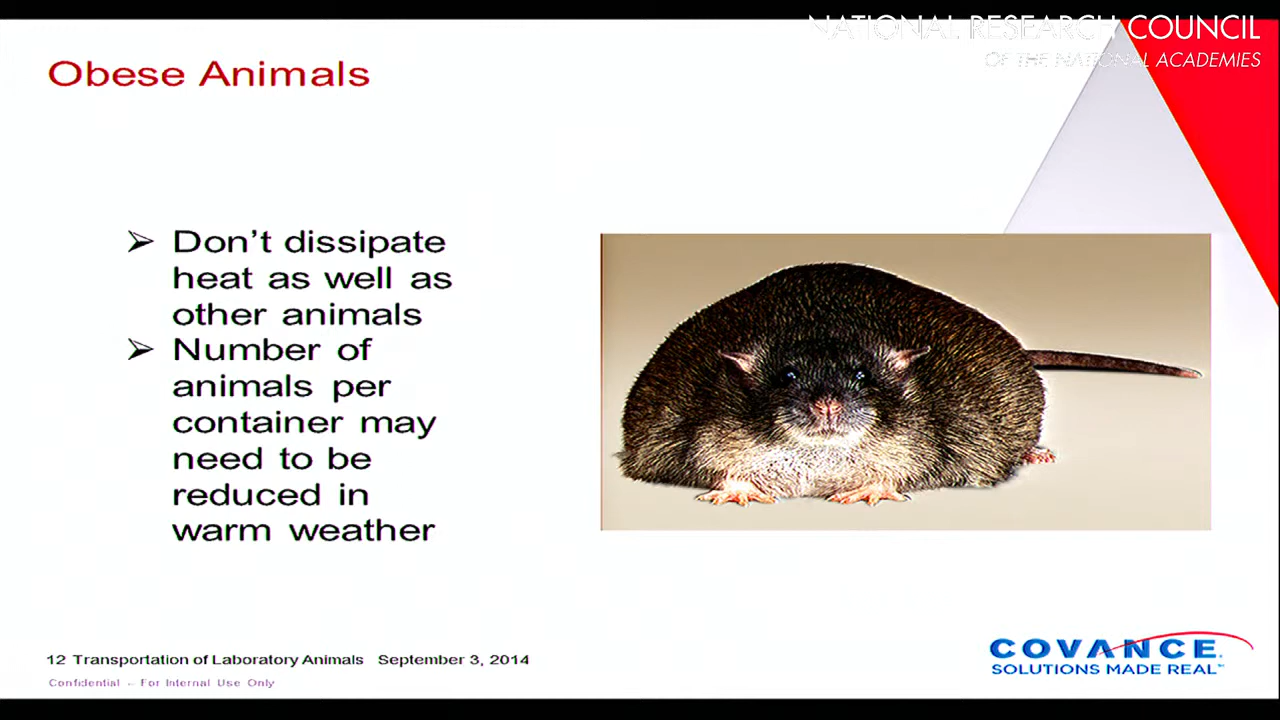 NATIONAL RESEARCH COUNCIL
OF THE NATIONAL ACADEMIES
Obese Animals
➢ Don’t dissipate
heat as well as
other animals
➢ Number of
animals per
container may
need to be
reduced in
warm weather
12 Transportation of Laboratory Animals September 3, 2014
Confidential – For Internal Use Only
COVANCE
SOLUTIONS MADE REAL